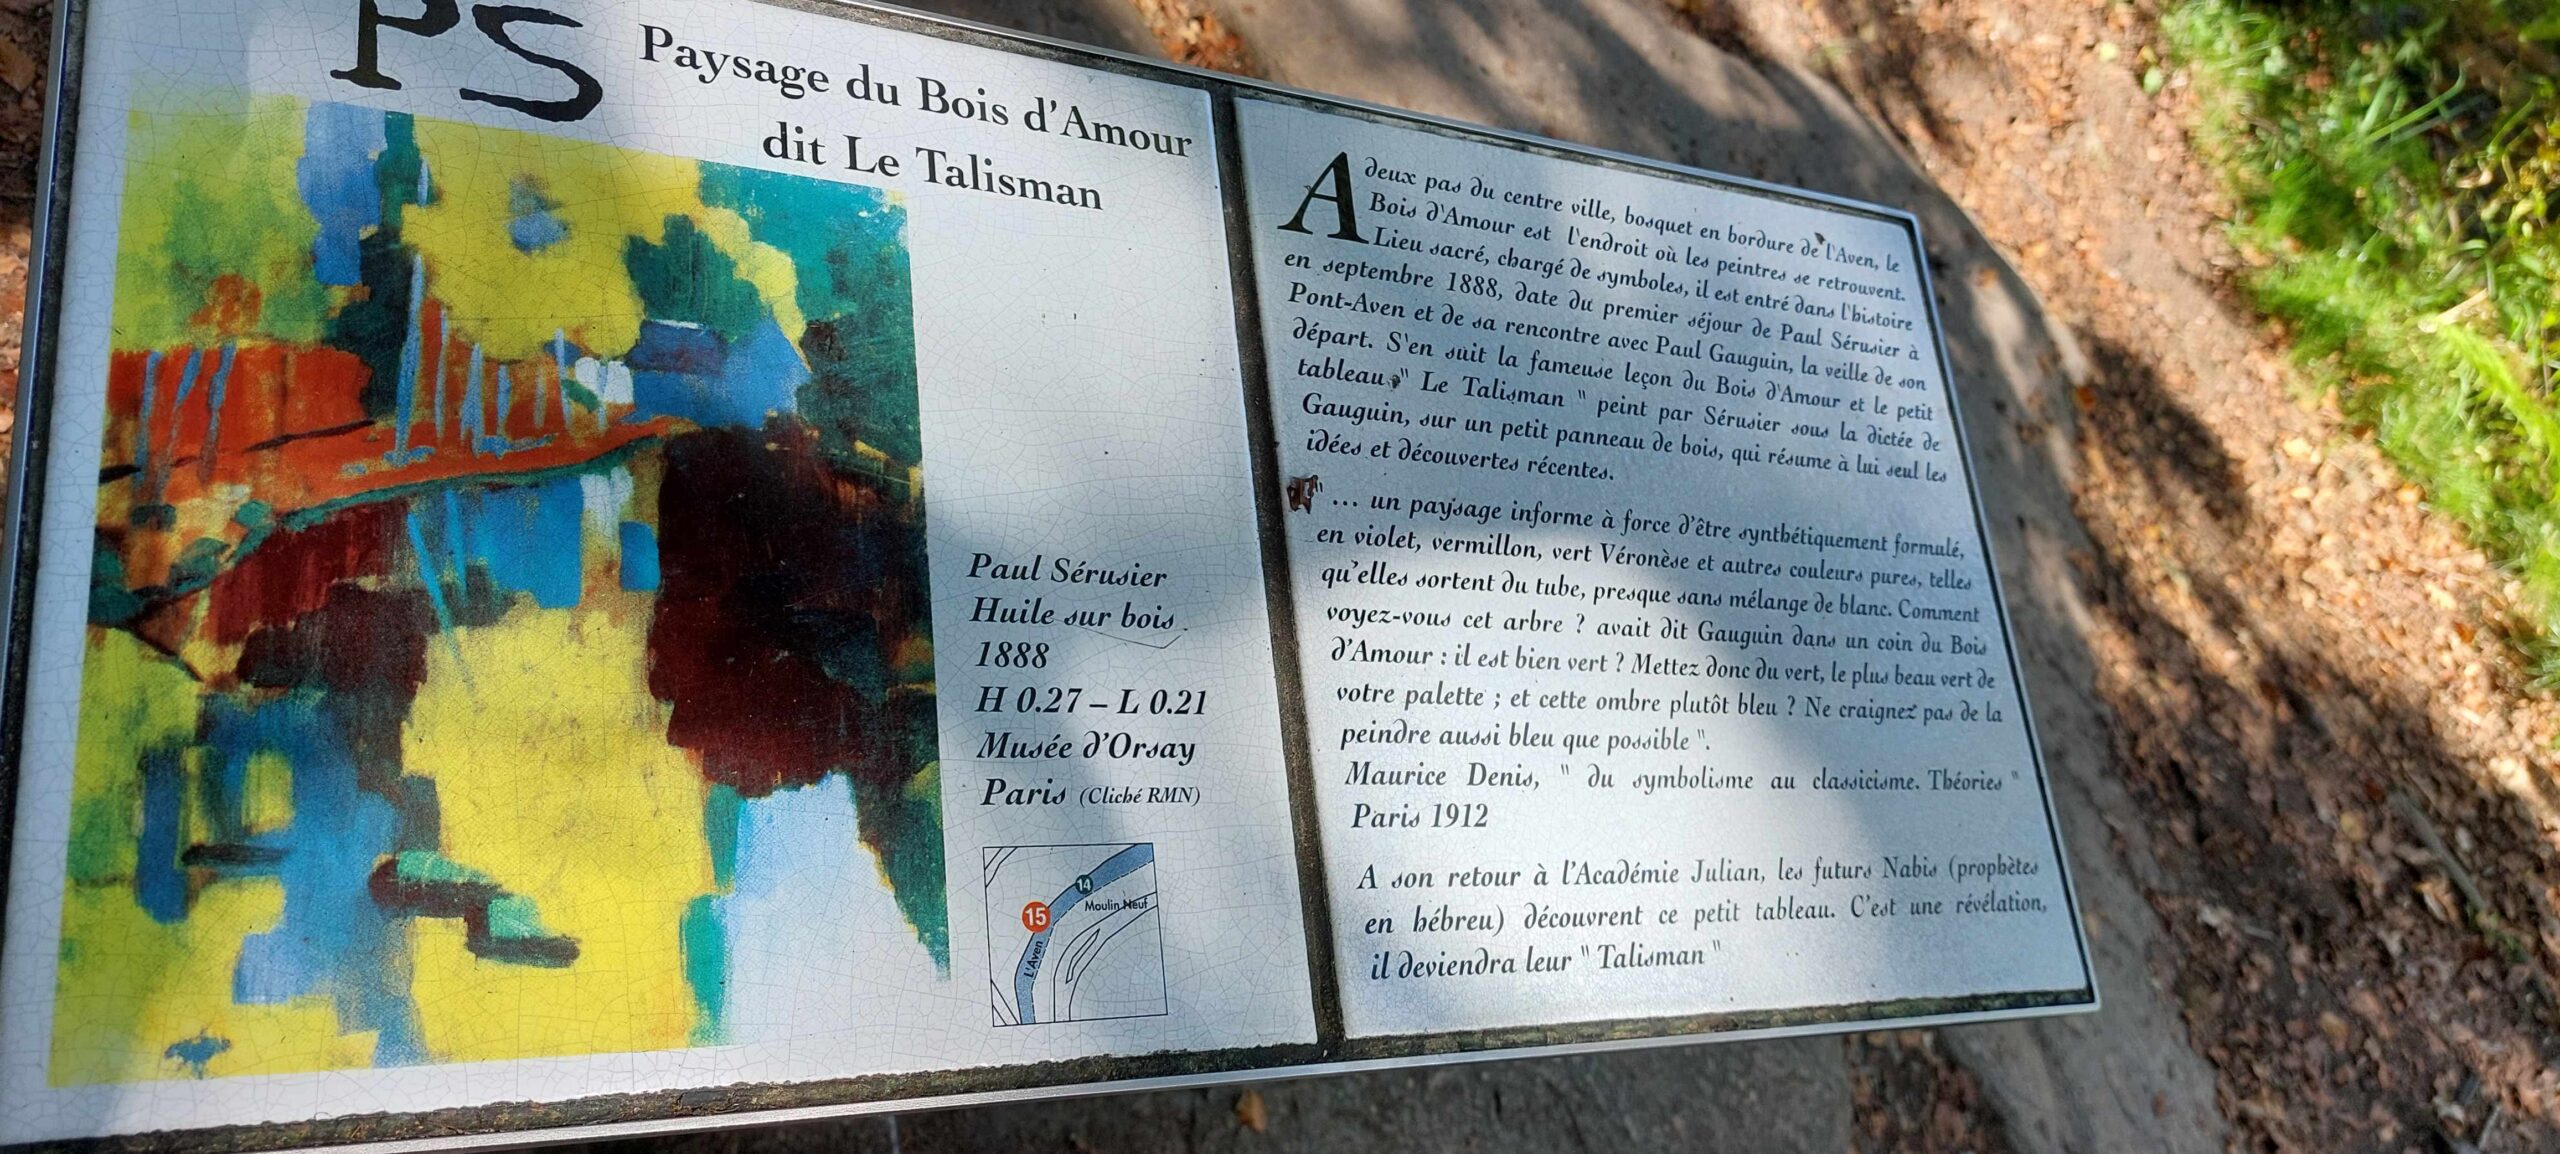 PS
Paysage du Bois d'Amour
dit Le Talisman
Paul Sérusier
Huile sur bois
1888
H 0.27 – L 0.21
Musée d'Orsay
Paris (Cliché RMN)
14
Moulin Neuf
15
L'Aven
A deux pas du centre ville, bosquet en bordure de l'Aven, le
Bois d'Amour est l'endroit où les peintres se retrouvent.
Lieu sacré, chargé de symboles, il est entré dans l'histoire
en septembre 1888, date du premier séjour de Paul Sérusier à
Pont-Aven et de sa rencontre avec Paul Gauguin, la veille de son
départ. S'en suit la fameuse leçon du Bois d'Amour et le petit
tableau " Le Talisman " peint par Sérusier sous la dictée de
Gauguin, sur un petit panneau de bois, qui résume à lui seul les
idées et découvertes récentes.
" ... un paysage informe à force d'être synthétiquement formulé,
en violet, vermillon, vert Véronèse et autres couleurs pures, telles
qu'elles sortent du tube, presque sans mélange de blanc. Comment
voyez-vous cet arbre ? avait dit Gauguin dans un coin du Bois
d'Amour : il est bien vert ? Mettez donc du vert, le plus beau vert de
votre palette ; et cette ombre plutôt bleu ? Ne craignez pas de la
peindre aussi bleu que possible ".
Maurice Denis, " du symbolisme au classicisme. Théories "
Paris 1912
A son retour à l'Académie Julian, les futurs Nabis (prophètes
en hébreu) découvrent ce petit tableau. C'est une révélation,
il deviendra leur " Talisman "